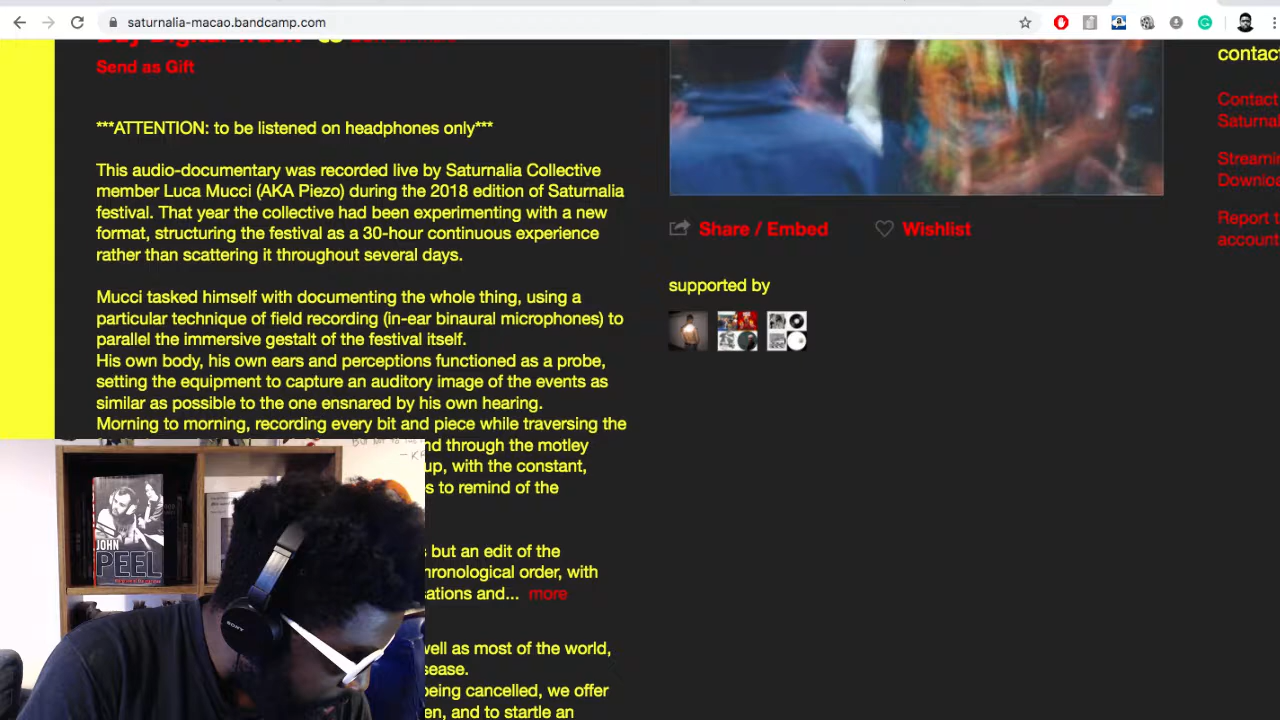 saturnalia-macao.bandcamp.com
Send as Gift
contac
***ATTENTION: to be listened on headphones only***
Contact
Saturnal
This audio-documentary was recorded live by Saturnalia Collective
member Luca Mucci (AKA Piezo) during the 2018 edition of Saturnalia
festival. That year the collective had been experimenting with a new
format, structuring the festival as a 30-hour continuous experience
rather than scattering it throughout several days.
Streamin
Downloa
Report t
account
Share / Embed
Wishlist
supported by
Mucci tasked himself with documenting the whole thing, using a
particular technique of field recording (in-ear binaural microphones) to
parallel the immersive gestalt of the festival itself.
His own body, his own ears and perceptions functioned as a probe,
setting the equipment to capture an auditory image of the events as
similar as possible to the one ensnared by his own hearing.
Morning to morning, recording every bit and piece while traversing the
nd through the motley
up, with the constant,
s to remind of the
s but an edit of the
hronological order, with
sations and... more
well as most of the world,
sease.
being cancelled, we offer
en, and to startle an
JOHN
PEEL
SONY